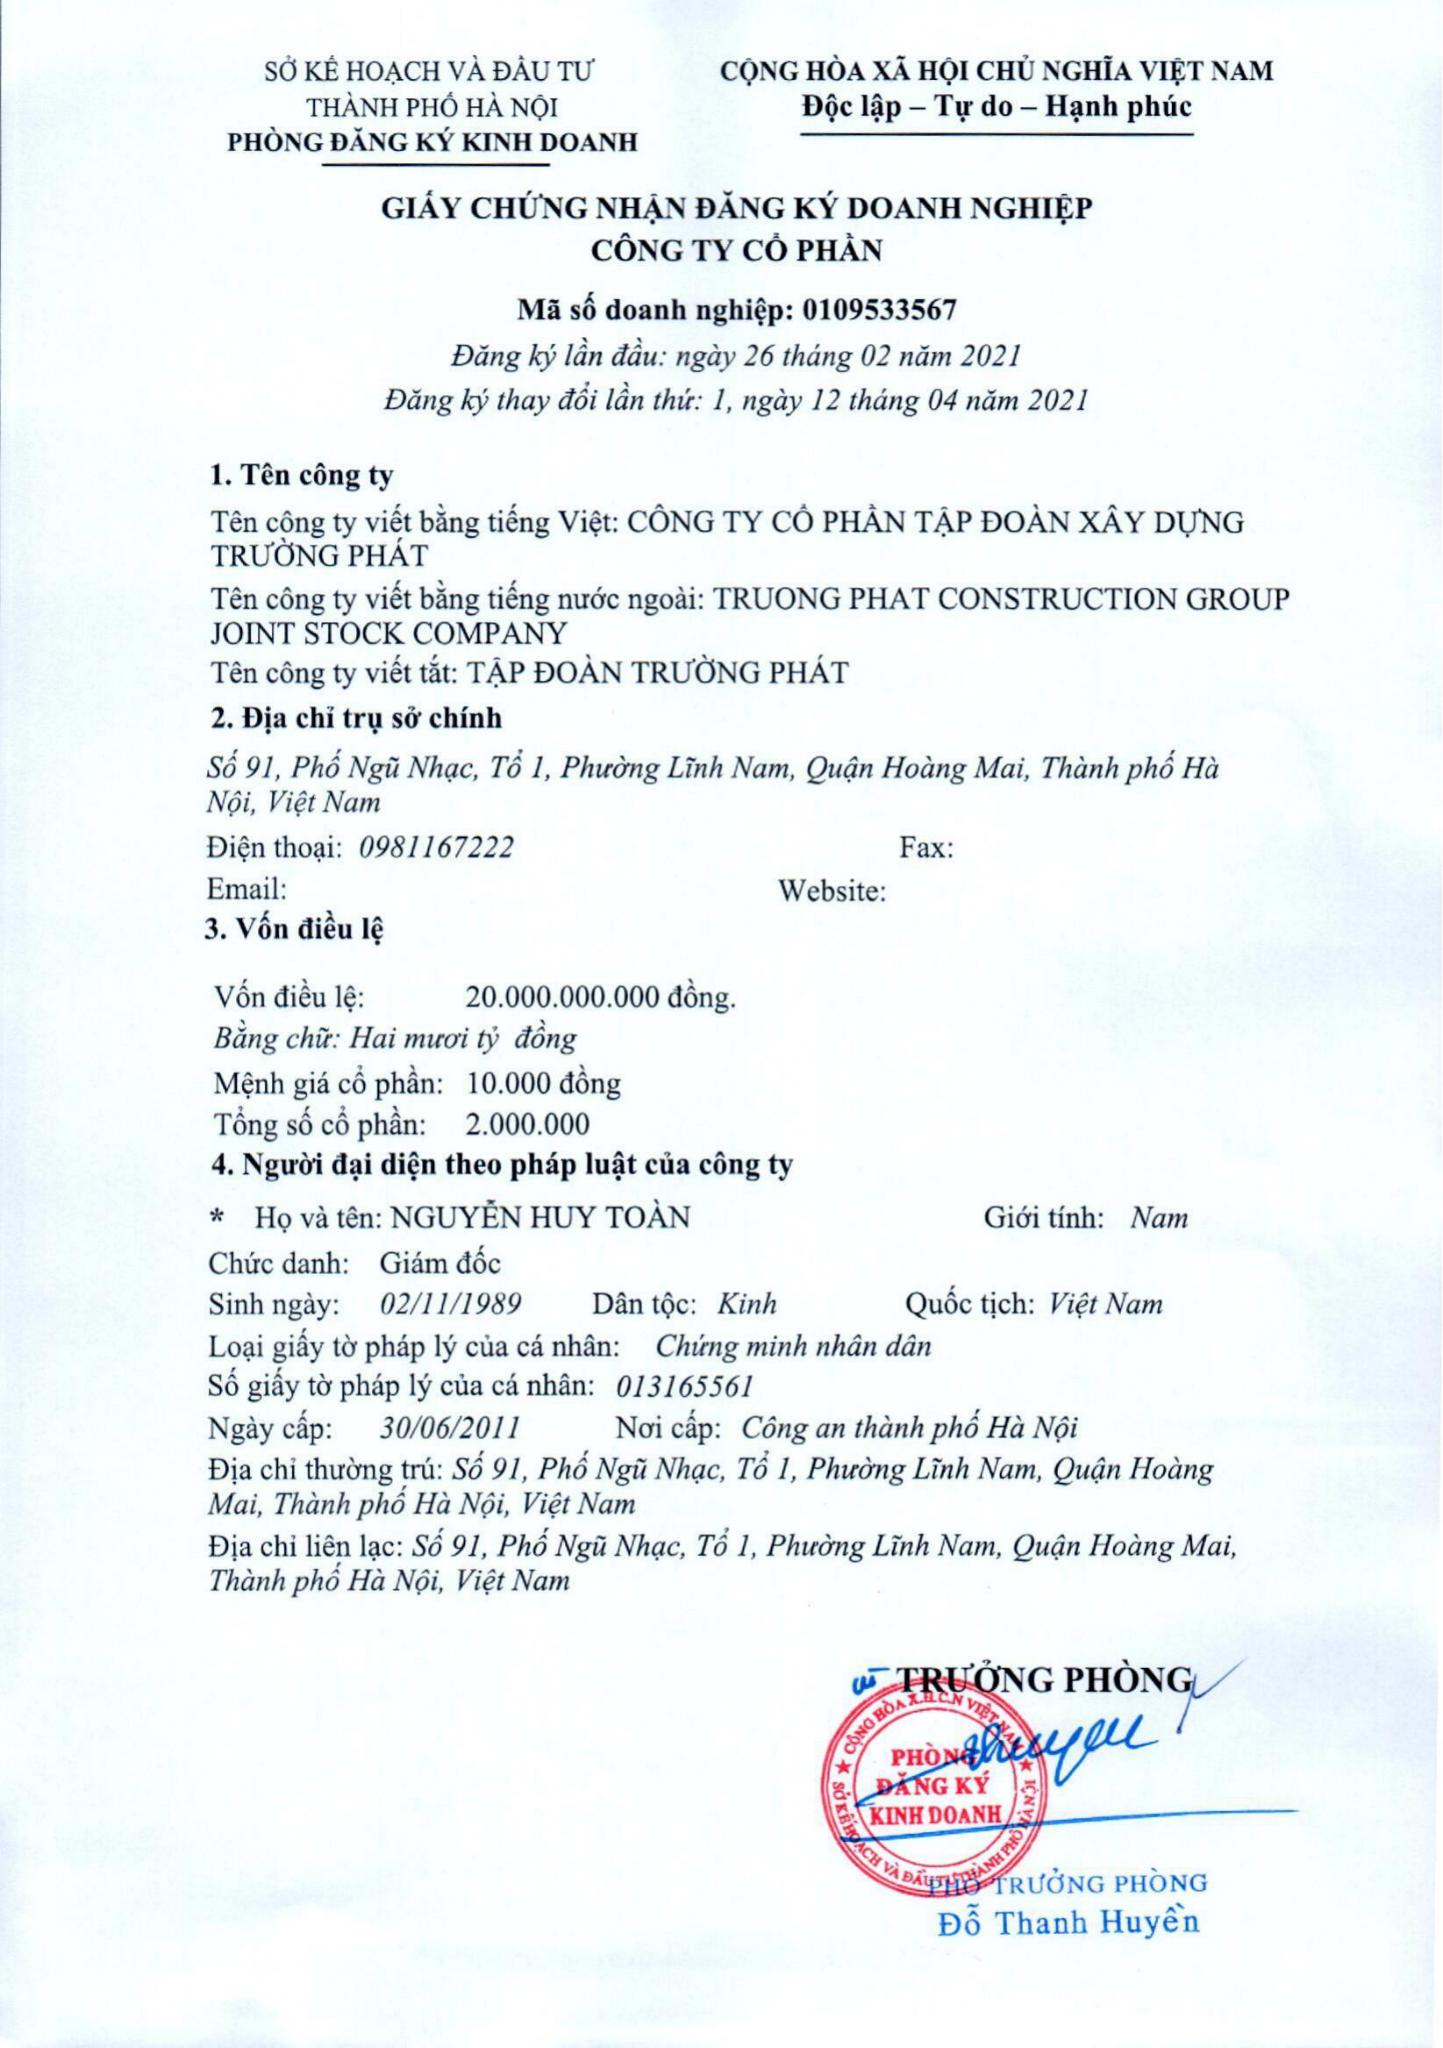 SỞ KẾ HOẠCH VÀ ĐẦU TƯ
THÀNH PHỐ HÀ NỘI
PHÒNG ĐĂNG KÝ KINH DOANH
CỘNG HÒA XÃ HỘI CHỦ NGHĨA VIỆT NAM
Độc lập – Tự do – Hạnh phúc
GIẤY CHỨNG NHẬN ĐĂNG KÝ DOANH NGHIỆP
CÔNG TY CỔ PHẦN
Mã số doanh nghiệp: 0109533567
Đăng ký lần đầu: ngày 26 tháng 02 năm 2021
Đăng ký thay đổi lần thứ: 1, ngày 12 tháng 04 năm 2021
1. Tên công ty
Tên công ty viết bằng tiếng Việt: CÔNG TY CỔ PHẦN TẬP ĐOÀN XÂY DỰNG
TRƯỜNG PHÁT
Tên công ty viết bằng tiếng nước ngoài: TRUONG PHAT CONSTRUCTION GROUP
JOINT STOCK COMPANY
Tên công ty viết tắt: TẬP ĐOÀN TRƯỜNG PHÁT
2. Địa chỉ trụ sở chính
Số 91, Phố Ngũ Nhạc, Tổ 1, Phường Lĩnh Nam, Quận Hoàng Mai, Thành phố Hà
Nội, Việt Nam
Điện thoại: 0981167222 Fax:
Email: Website:
3. Vốn điều lệ
Vốn điều lệ: 20.000.000.000 đồng.
Bằng chữ: Hai mươi tỷ đồng
Mệnh giá cổ phần: 10.000 đồng
Tổng số cổ phần: 2.000.000
4. Người đại diện theo pháp luật của công ty
* Họ và tên: NGUYỄN HUY TOÀN Giới tính: Nam
Chức danh: Giám đốc
Sinh ngày: 02/11/1989 Dân tộc: Kinh Quốc tịch: Việt Nam
Loại giấy tờ pháp lý của cá nhân: Chứng minh nhân dân
Số giấy tờ pháp lý của cá nhân: 013165561
Ngày cấp: 30/06/2011 Nơi cấp: Công an thành phố Hà Nội
Địa chỉ thường trú: Số 91, Phố Ngũ Nhạc, Tổ 1, Phường Lĩnh Nam, Quận Hoàng
Mai, Thành phố Hà Nội, Việt Nam
Địa chỉ liên lạc: Số 91, Phố Ngũ Nhạc, Tổ 1, Phường Lĩnh Nam, Quận Hoàng Mai,
Thành phố Hà Nội, Việt Nam
TRƯỞNG PHÒNG
CỘNG HÒA X.H.C.N VIỆT NAM
PHÒNG
ĐĂNG KÝ
KINH DOANH
SỞ KẾ HOẠCH VÀ ĐẦU TƯ THÀNH PHỐ HÀ NỘI
PHÓ TRƯỞNG PHÒNG
Đỗ Thanh Huyền